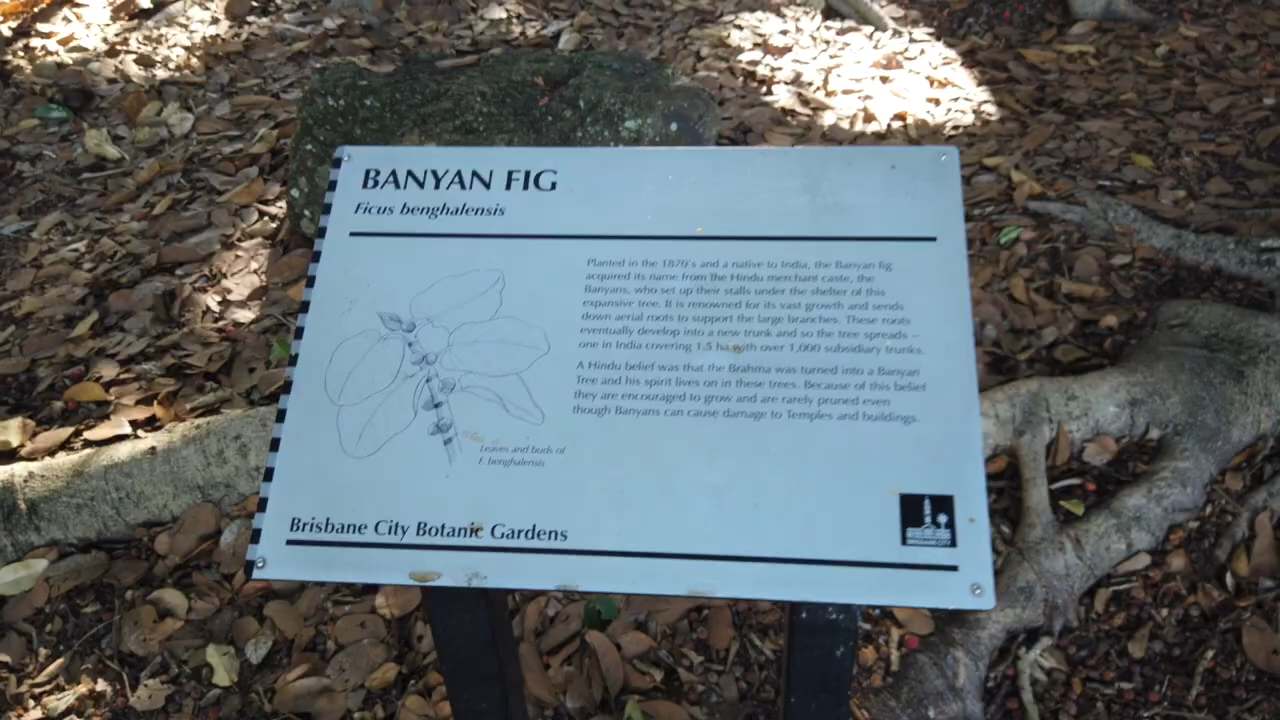 BANYAN FIG
Ficus benghalensis
Planted in the 1870's and a native to India, the Banyan fig
acquired its name from the Hindu merchant caste, the
Banyans, who set up their stalls under the shelter of this
expansive tree. It is renowned for its vast growth and sends
down aerial roots to support the large branches. These roots
eventually develop into a new trunk and so the tree spreads –
one in India covering 1.5 ha with over 1,000 subsidiary trunks.
A Hindu belief was that the Brahma was turned into a Banyan
Tree and his spirit lives on in these trees. Because of this belief
they are encouraged to grow and are rarely pruned even
though Banyans can cause damage to Temples and buildings.
Leaves and buds of
F. benghalensis
Brisbane City Botanic Gardens